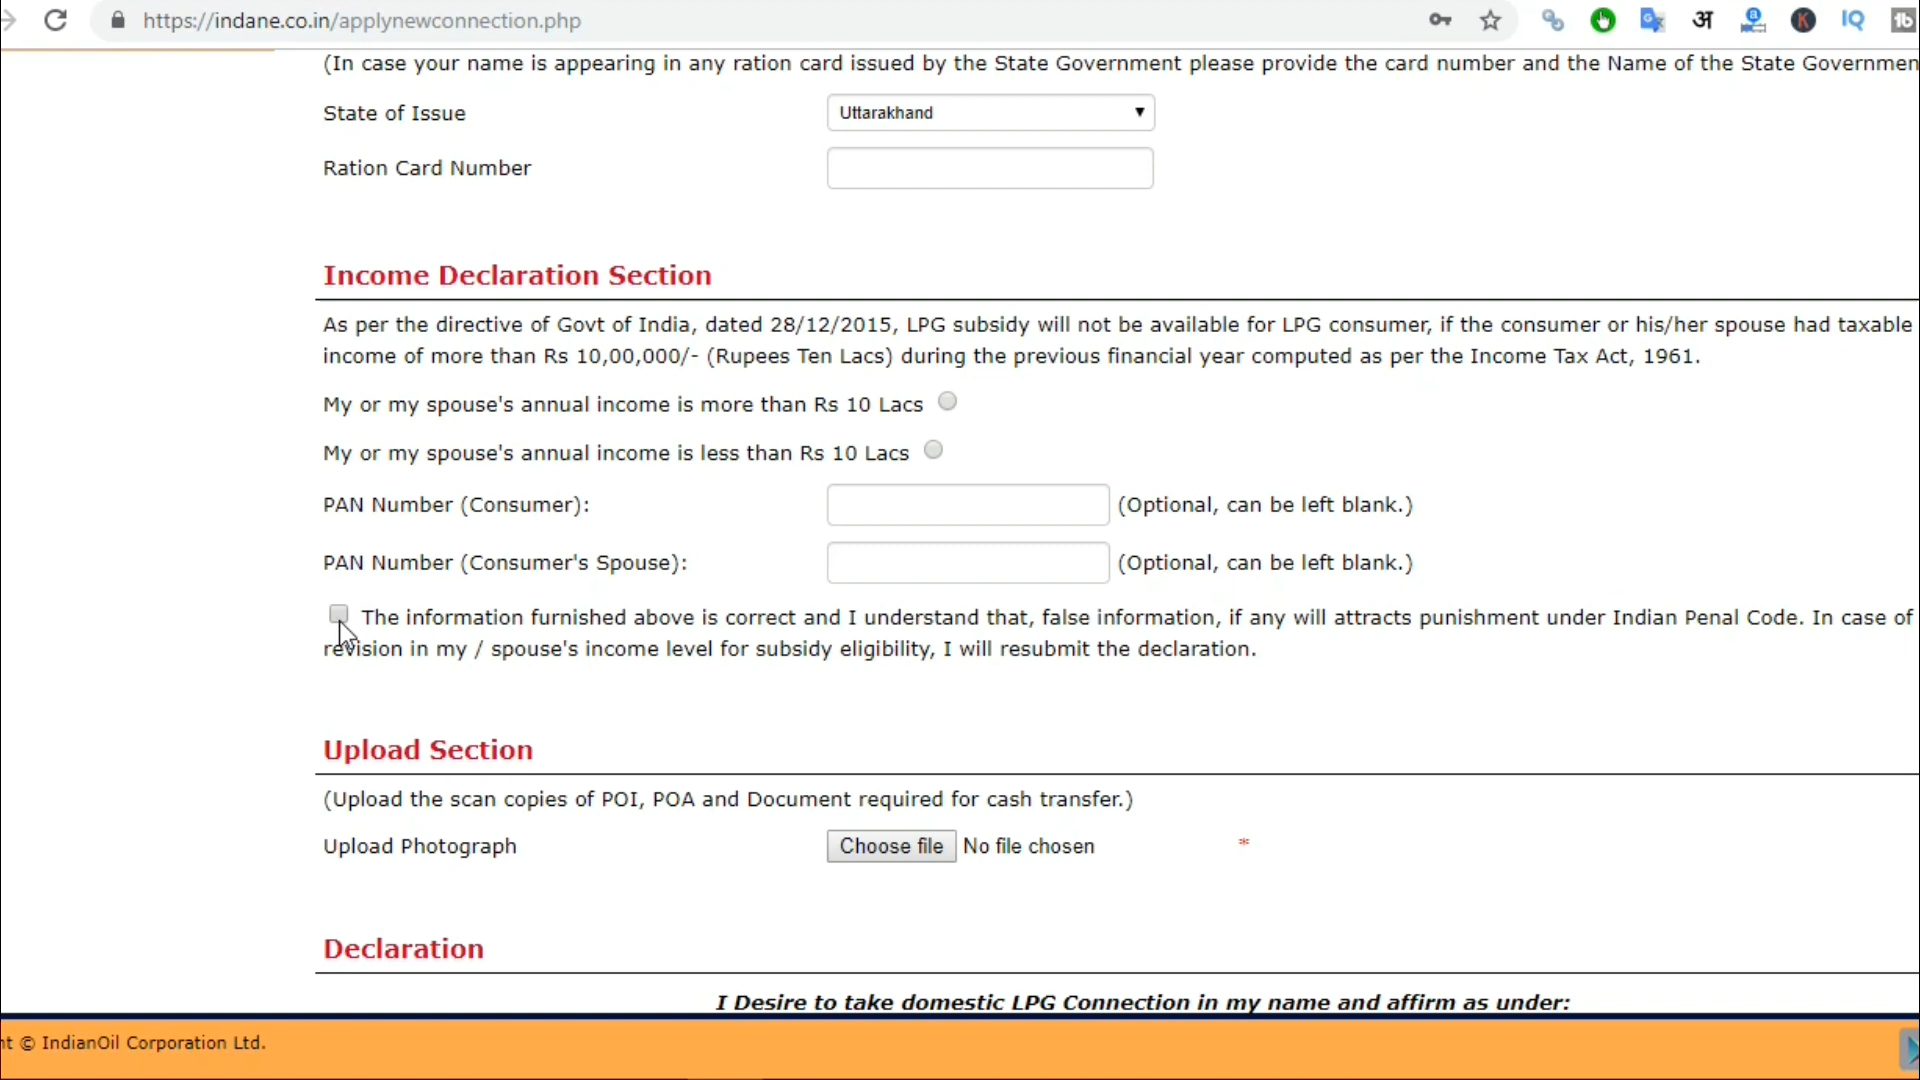 https://indane.co.in/applynewconnection.php
(In case your name is appearing in any ration card issued by the State Government please provide the card number and the Name of the State Governmen
State of Issue Uttarakhand
Ration Card Number
Income Declaration Section
As per the directive of Govt of India, dated 28/12/2015, LPG subsidy will not be available for LPG consumer, if the consumer or his/her spouse had taxable
income of more than Rs 10,00,000/- (Rupees Ten Lacs) during the previous financial year computed as per the Income Tax Act, 1961.
My or my spouse's annual income is more than Rs 10 Lacs
My or my spouse's annual income is less than Rs 10 Lacs
PAN Number (Consumer): (Optional, can be left blank.)
PAN Number (Consumer's Spouse): (Optional, can be left blank.)
The information furnished above is correct and I understand that, false information, if any will attracts punishment under Indian Penal Code. In case of
revision in my / spouse's income level for subsidy eligibility, I will resubmit the declaration.
Upload Section
(Upload the scan copies of POI, POA and Document required for cash transfer.)
Upload Photograph Choose file No file chosen *
Declaration
I Desire to take domestic LPG Connection in my name and affirm as under:
nt © IndianOil Corporation Ltd.